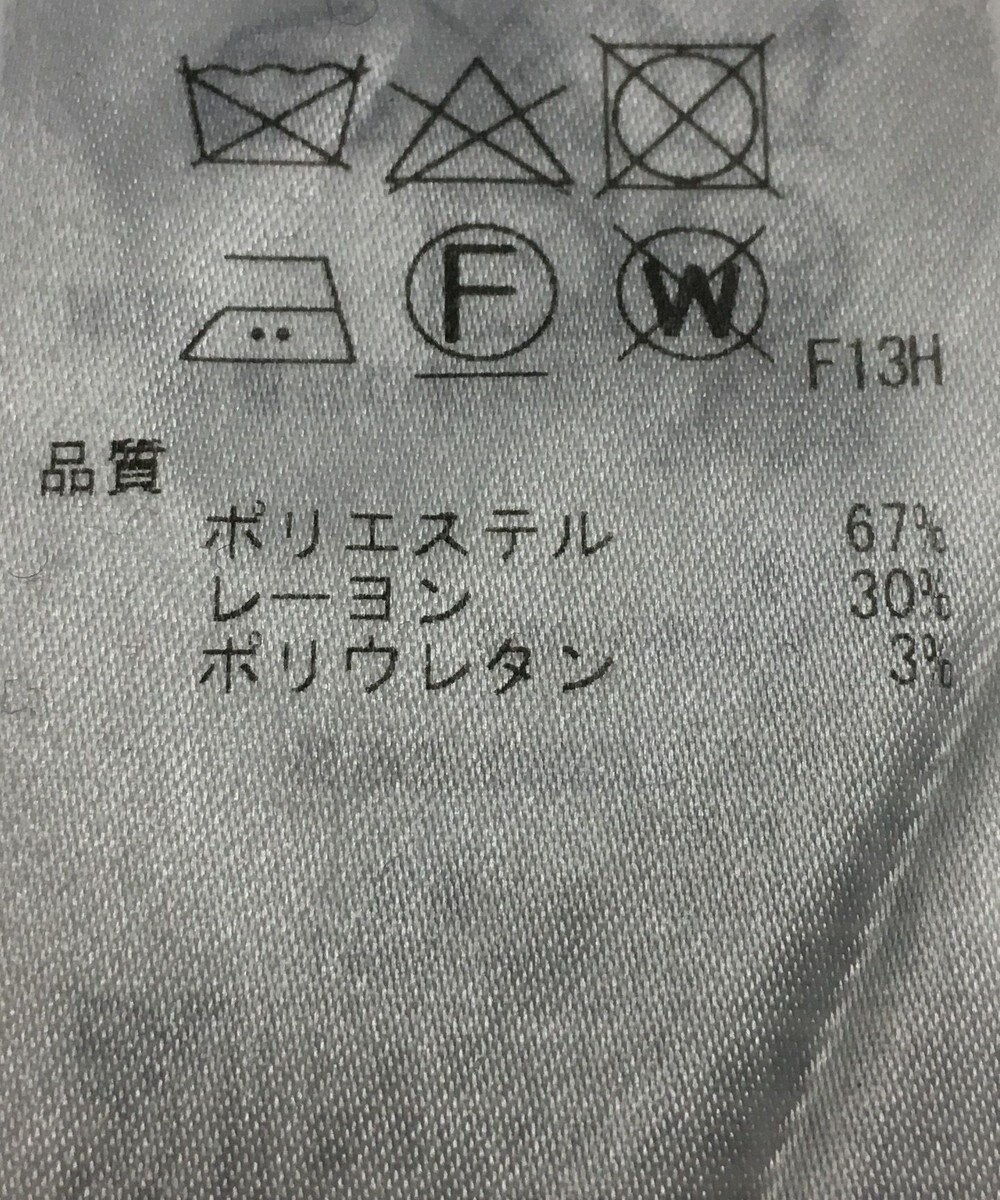 F W F13H
品質
ポリエステル 67%
レーヨン 30%
ポリウレタン 3%